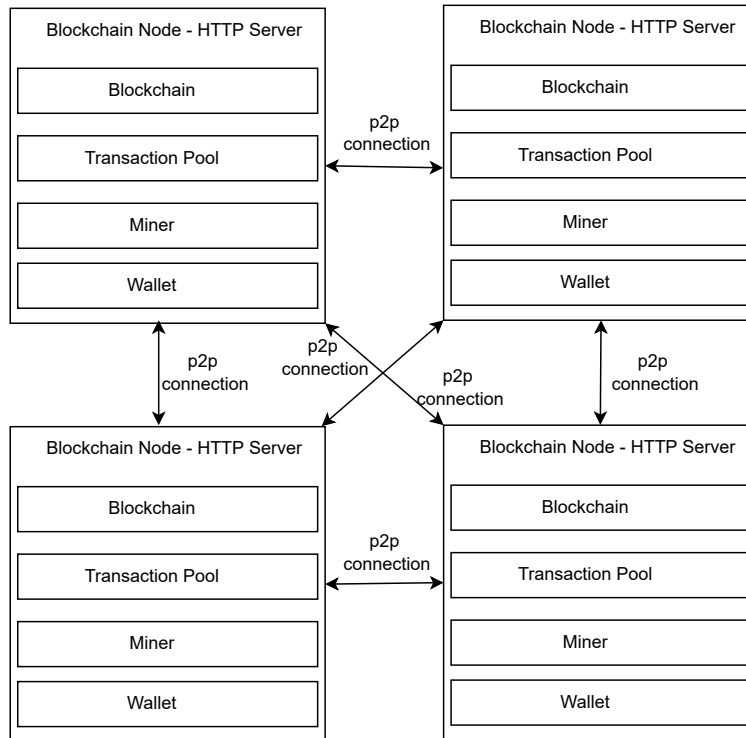 Blockchain Node - HTTP Server
Blockchain
Transaction Pool
Miner
Wallet
Blockchain Node - HTTP Server
Blockchain
Transaction Pool
Miner
Wallet
p2p
connection
p2p
connection
p2p
connection
p2p
connection
p2p
connection
Blockchain Node - HTTP Server
Blockchain
Transaction Pool
Miner
Wallet
p2p
connection
Blockchain Node - HTTP Server
Blockchain
Transaction Pool
Miner
Wallet